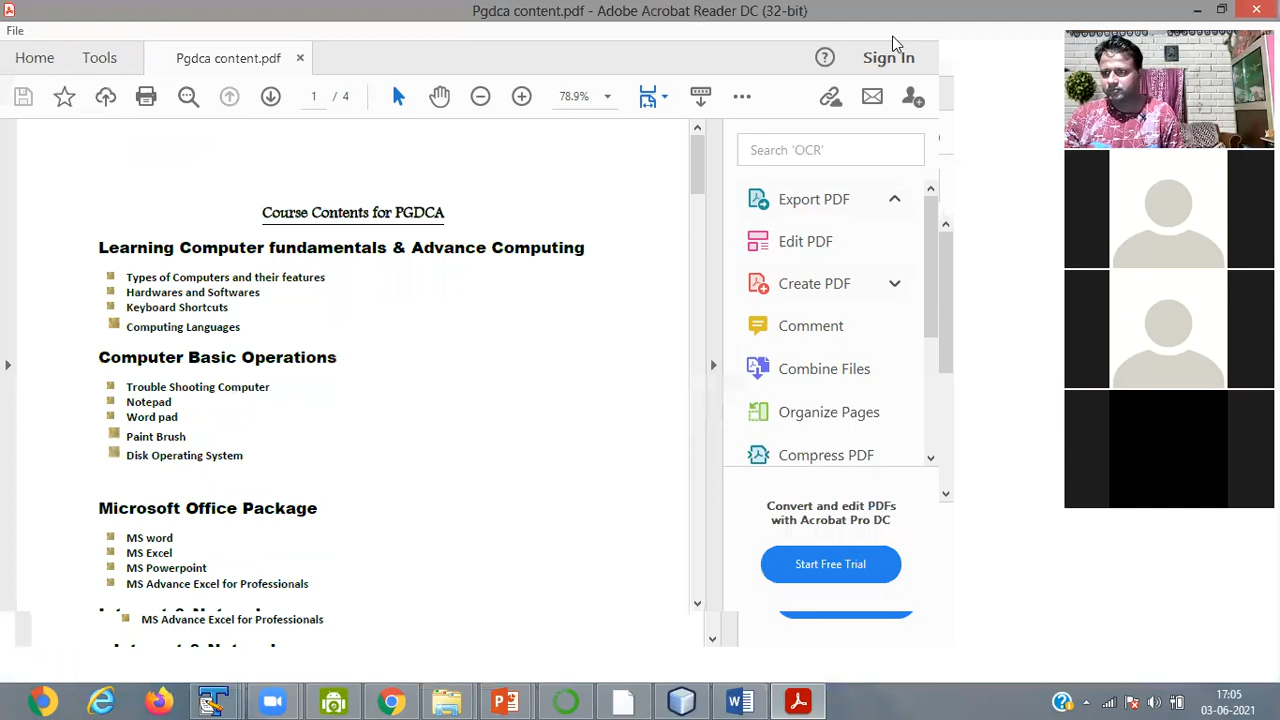 Pgdca content.pdf - Adobe Acrobat Reader DC (32-bit)
File
Home
Tools
Pgdca content.pdf
Sign In
1 / 4
78.9%
Search 'OCR'
Course Contents for PGDCA
Learning Computer fundamentals & Advance Computing
Types of Computers and their features
Hardwares and Softwares
Keyboard Shortcuts
Computing Languages
Computer Basic Operations
Trouble Shooting Computer
Notepad
Word pad
Paint Brush
Disk Operating System
Microsoft Office Package
MS word
MS Excel
MS Powerpoint
MS Advance Excel for Professionals
MS Advance Excel for Professionals
Export PDF
Edit PDF
Create PDF
Comment
Combine Files
Organize Pages
Compress PDF
Convert and edit PDFs
with Acrobat Pro DC
Start Free Trial
17:05
03-06-2021